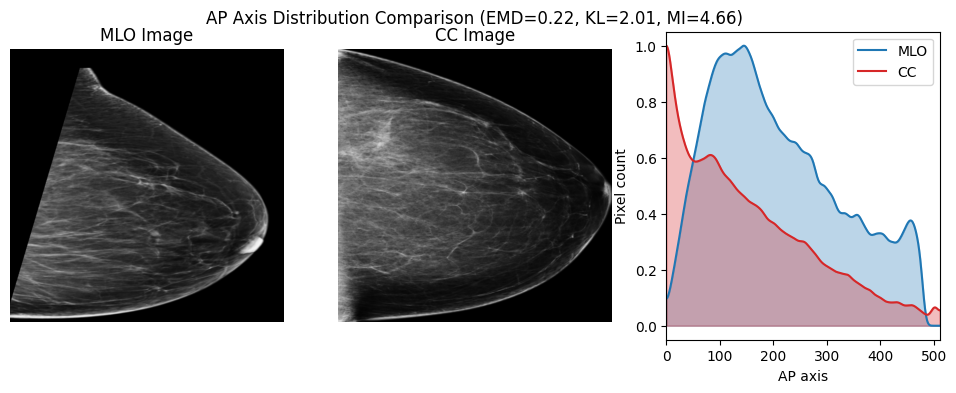 AP Axis Distribution Comparison (EMD=0.22, KL=2.01, MI=4.66)
MLO Image
CC Image
MLO
CC
1.0
0.8
0.6
0.4
0.2
0.0
Pixel count
0 100 200 300 400 500
AP axis